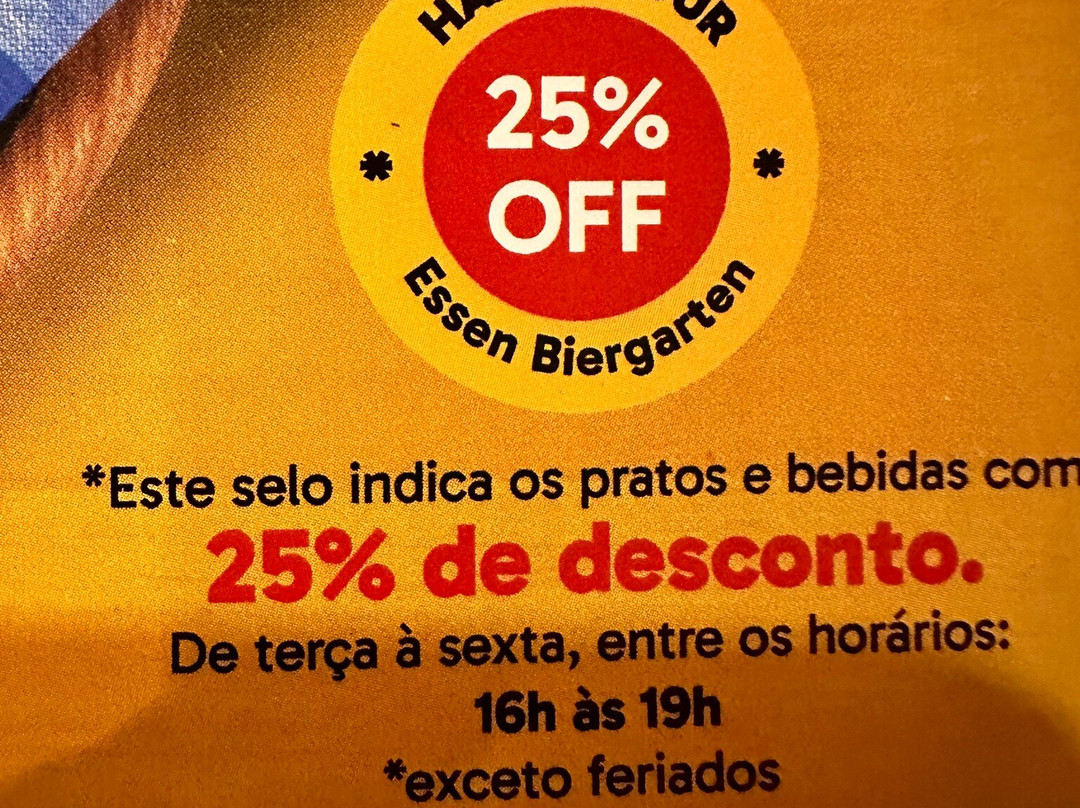 25%
OFF
Essen Biergarten
*Este selo indica os pratos e bebidas com
25% de desconto.
De terça à sexta, entre os horários:
16h às 19h
*exceto feriados